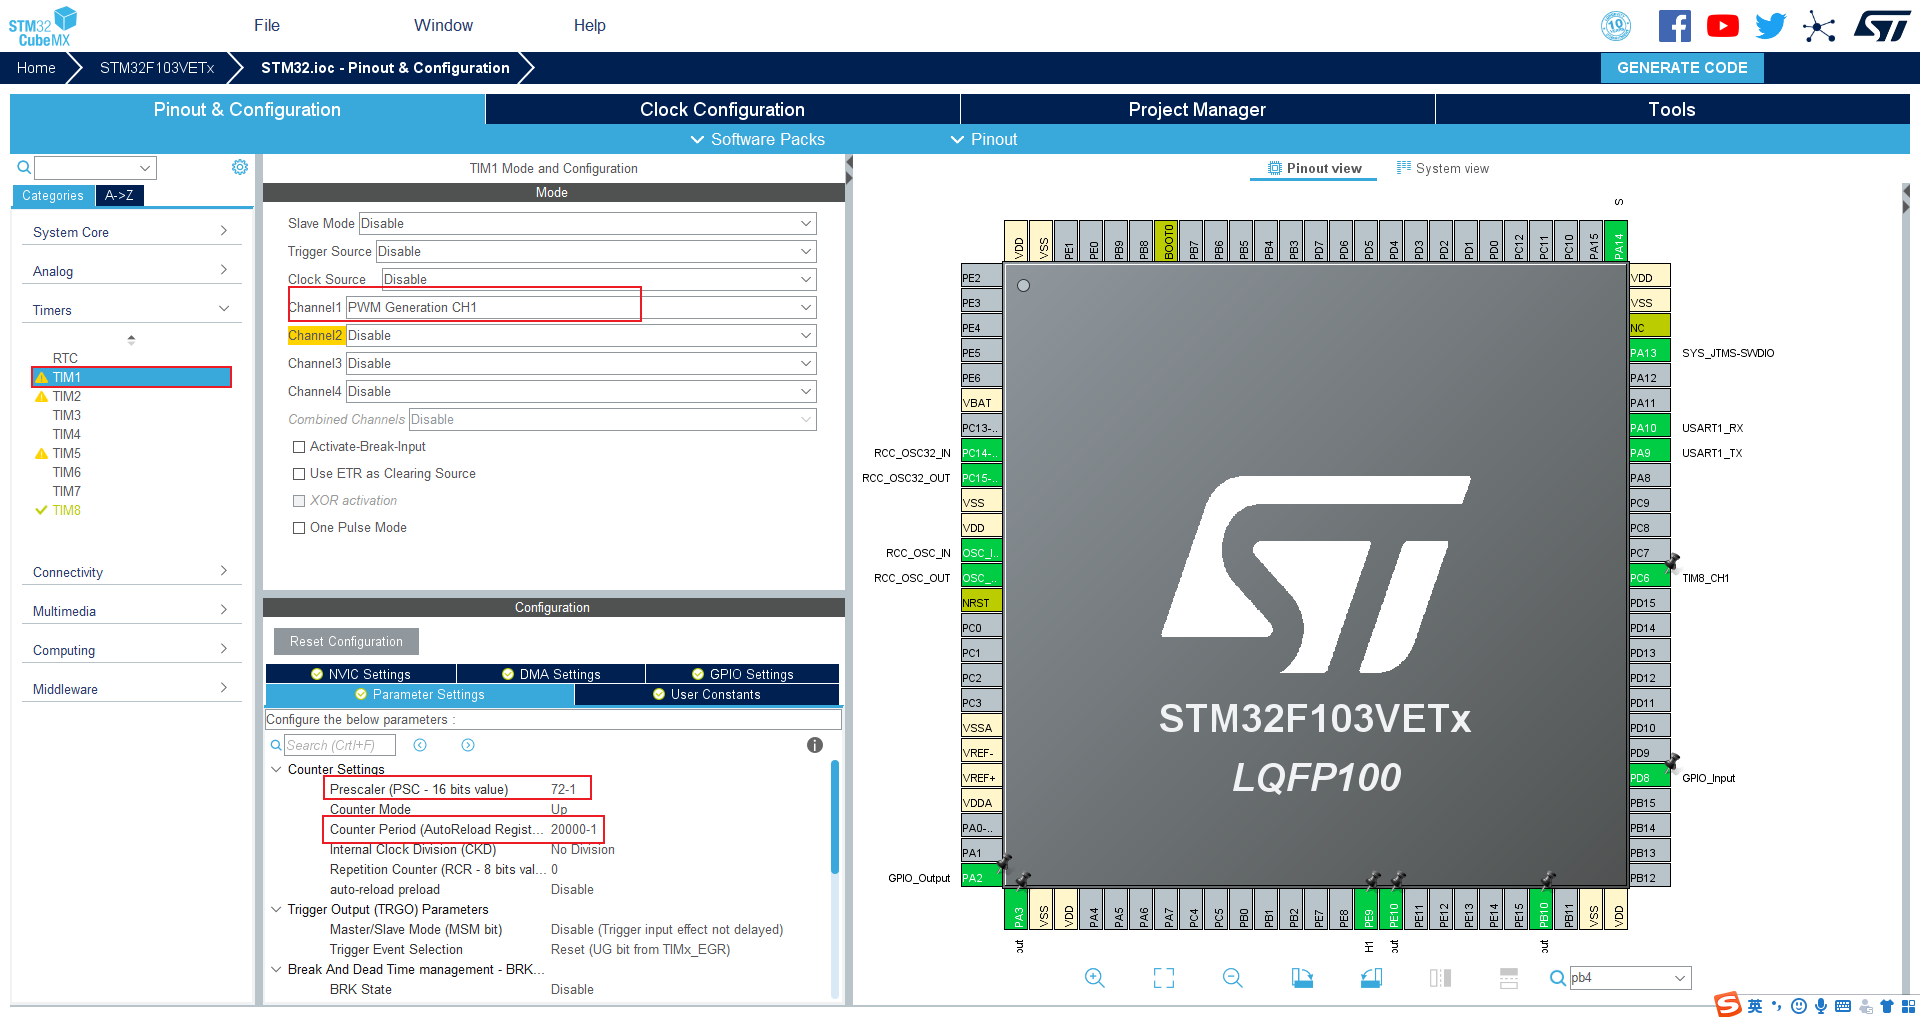 STM32
CubeMX
File
Window
Help
10
ST
Home
STM32F103VETx
STM32.ioc - Pinout & Configuration
GENERATE CODE
Pinout & Configuration
Clock Configuration
Project Manager
Tools
Software Packs
Pinout
Categories
A->Z
System Core
Analog
Timers
RTC
TIM1
TIM2
TIM3
TIM4
TIM5
TIM6
TIM7
TIM8
Connectivity
Multimedia
Computing
Middleware
TIM1 Mode and Configuration
Mode
Slave Mode Disable
Trigger Source Disable
Clock Source Disable
Channel1 PWM Generation CH1
Channel2 Disable
Channel3 Disable
Channel4 Disable
Combined Channels Disable
Activate-Break-Input
Use ETR as Clearing Source
XOR activation
One Pulse Mode
Configuration
Reset Configuration
NVIC Settings
DMA Settings
GPIO Settings
Parameter Settings
User Constants
Configure the below parameters :
Search (Crtl+F)
Counter Settings
Prescaler (PSC - 16 bits value) 72-1
Counter Mode Up
Counter Period (AutoReload Regist... 20000-1
Internal Clock Division (CKD) No Division
Repetition Counter (RCR - 8 bits val... 0
auto-reload preload Disable
Trigger Output (TRGO) Parameters
Master/Slave Mode (MSM bit) Disable (Trigger input effect not delayed)
Trigger Event Selection Reset (UG bit from TIMx_EGR)
Break And Dead Time management - BRK...
BRK State Disable
Pinout view
System view
S
VDD
VSS
PE1
PE0
PB9
PB8
BOOT0
PB7
PB6
PB5
PB4
PB3
PD7
PD6
PD5
PD4
PD3
PD2
PD1
PD0
PC12
PC11
PC10
PA15
PA14
PE2
PE3
PE4
PE5
PE6
VBAT
PC13-..
RCC_OSC32_IN PC14-..
RCC_OSC32_OUT PC15-..
VSS
VDD
RCC_OSC_IN OSC_I..
RCC_OSC_OUT OSC_..
NRST
PC0
PC1
PC2
PC3
VSSA
VREF-
VREF+
VDDA
PA0-..
PA1
GPIO_Output PA2
VDD
VSS
NC
PA13 SYS_JTMS-SWDIO
PA12
PA11
PA10 USART1_RX
PA9 USART1_TX
PA8
PC9
PC8
PC7
PC6 TIM8_CH1
PD15
PD14
PD13
PD12
PD11
PD10
PD9
PD8 GPIO_Input
PB15
PB14
PB13
PB12
ST
STM32F103VETx
LQFP100
PA3
VSS
VDD
PA4
PA5
PA6
PA7
PC4
PC5
PB0
PB1
PB2
PE7
PE8
PE9
PE10
PE11
PE12
PE13
PE14
PE15
PB10
PB11
VSS
VDD
out
H1
out
out
pb4
S 英